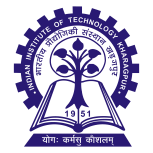 INDIAN INSTITUTE OF TECHNOLOGY KHARAGPUR
भारतीय प्रौद्योगिकी संस्थान खड़गपुर
1951
योगः कर्मसु कौशलम्